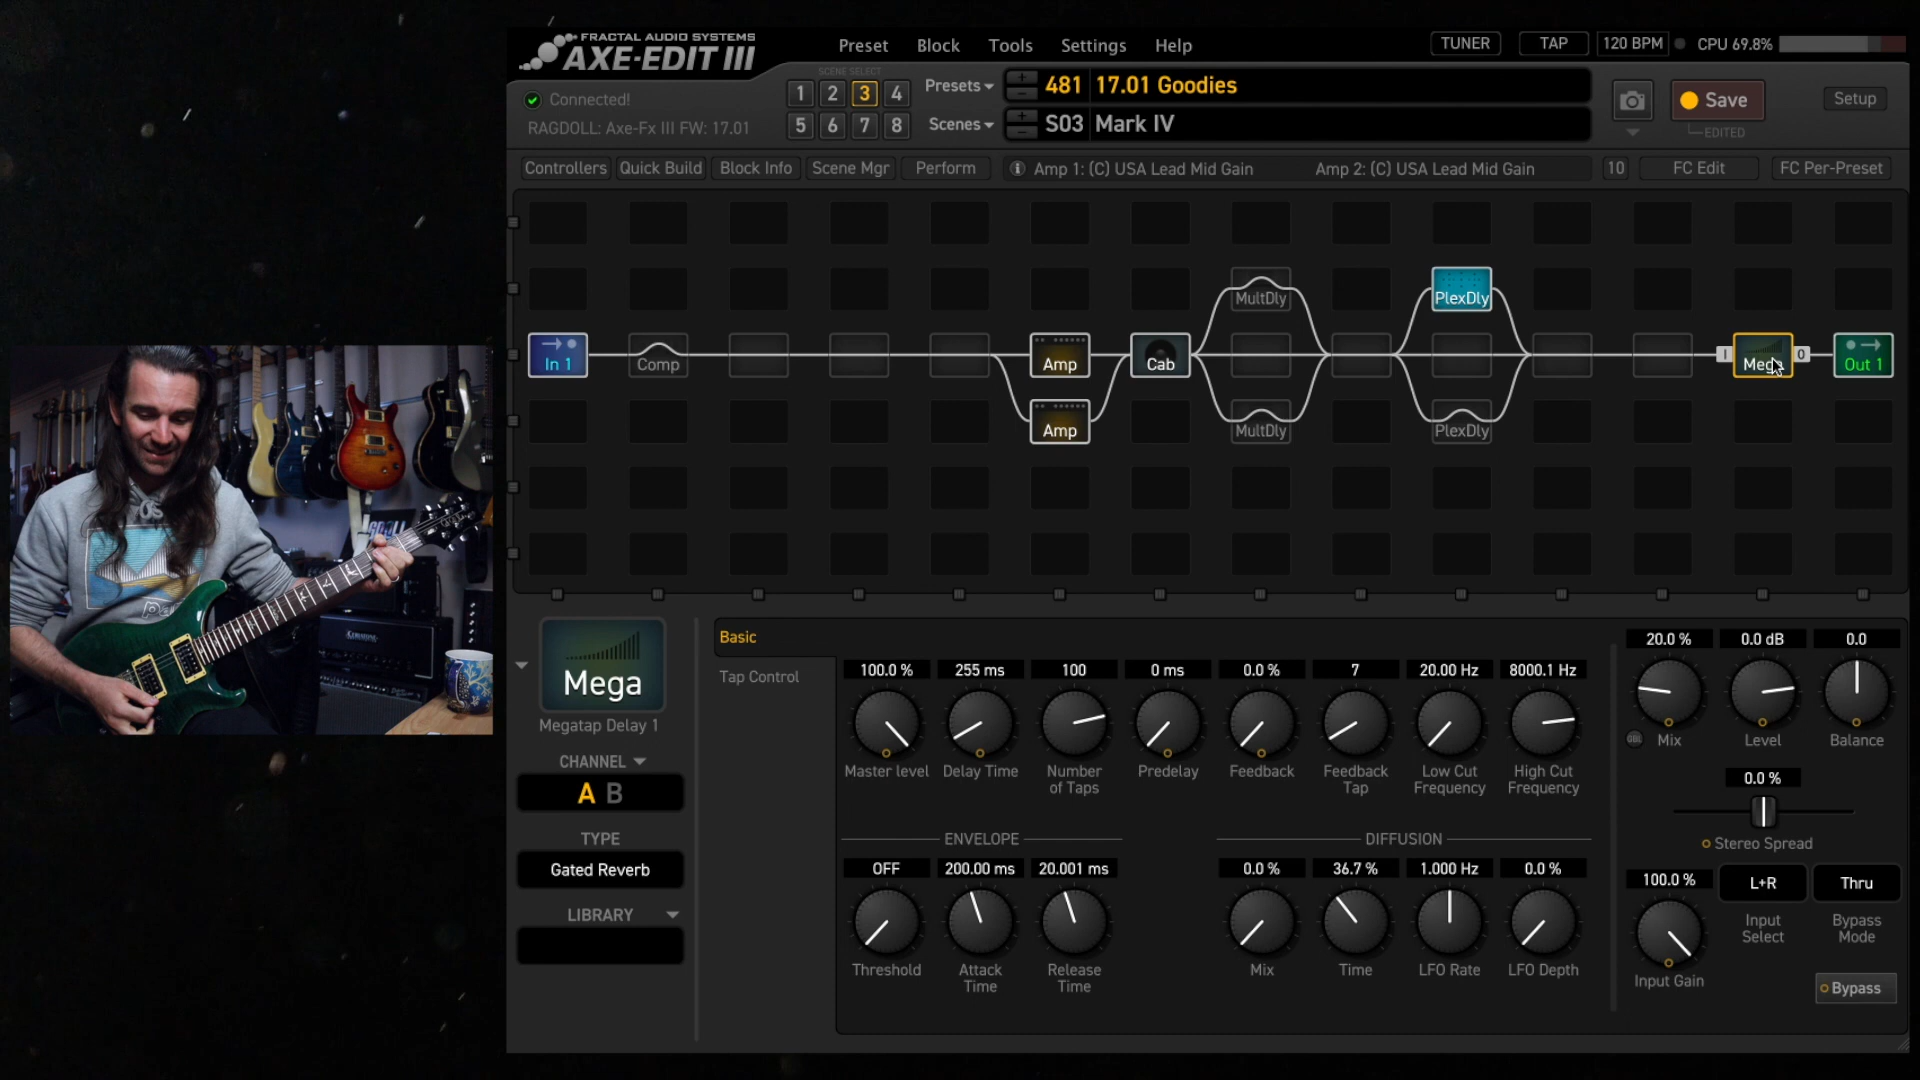 FRACTAL AUDIO SYSTEMS
AXE-EDIT III
Preset Block Tools Settings Help
TUNER TAP 120 BPM CPU 69.8%
SCENE SELECT
1 2 3 4
5 6 7 8
Connected!
RAGDOLL: Axe-Fx III FW: 17.01
Presets 481 17.01 Goodies
Scenes S03 Mark IV
Save
EDITED
Setup
Controllers Quick Build Block Info Scene Mgr Perform
Amp 1: (C) USA Lead Mid Gain Amp 2: (C) USA Lead Mid Gain
10 FC Edit FC Per-Preset
MultDly PlexDly
In 1 Comp Amp Cab Mega Out 1
Amp MultDly PlexDly
I O
Mega
Megatap Delay 1
CHANNEL
A B
TYPE
Gated Reverb
LIBRARY
Basic
Tap Control
100.0 % 255 ms 100 0 ms 0.0 % 7 20.00 Hz 8000.1 Hz
Master level Delay Time Number of Taps Predelay Feedback Feedback Tap Low Cut Frequency High Cut Frequency
ENVELOPE DIFFUSION
OFF 200.00 ms 20.001 ms 0.0 % 36.7 % 1.000 Hz 0.0 %
Threshold Attack Time Release Time Mix Time LFO Rate LFO Depth
20.0 % 0.0 dB 0.0
Mix Level Balance
0.0 %
Stereo Spread
100.0 % L+R Thru
Input Gain Input Select Bypass Mode
Bypass